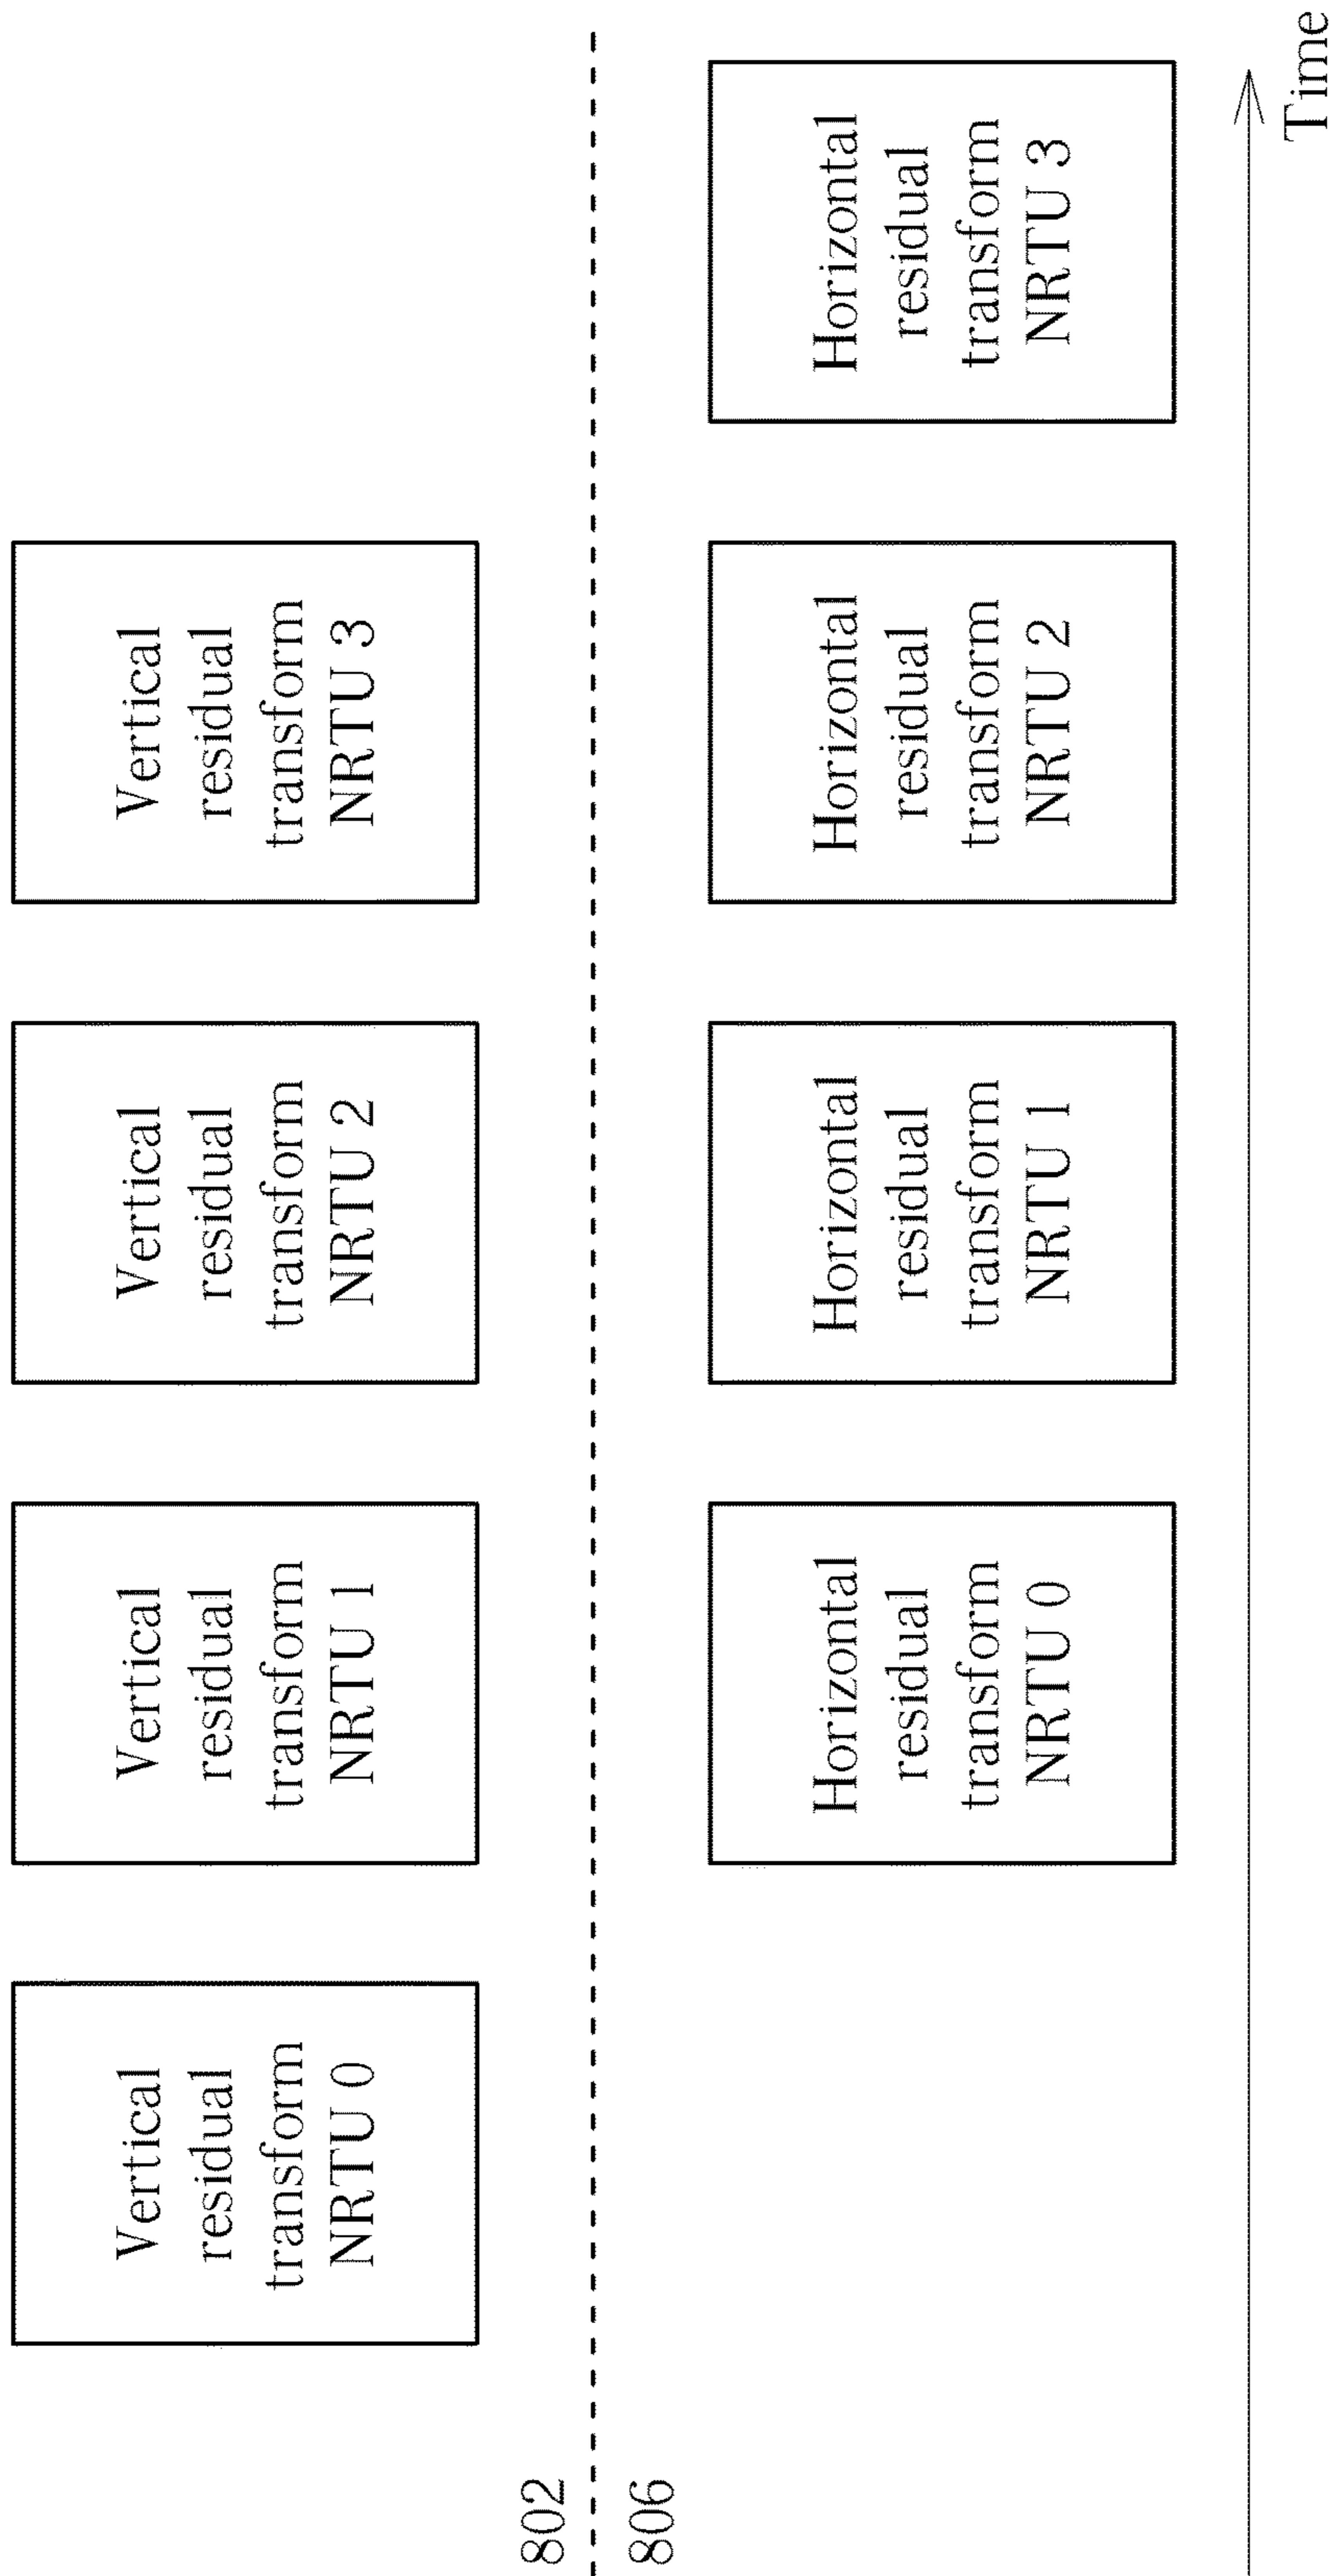 Vertical
residual
transform
NRTU 0
Vertical
residual
transform
NRTU 1
Vertical
residual
transform
NRTU 2
Vertical
residual
transform
NRTU 3
802
806
Horizontal
residual
transform
NRTU 0
Horizontal
residual
transform
NRTU 1
Horizontal
residual
transform
NRTU 2
Horizontal
residual
transform
NRTU 3
Time